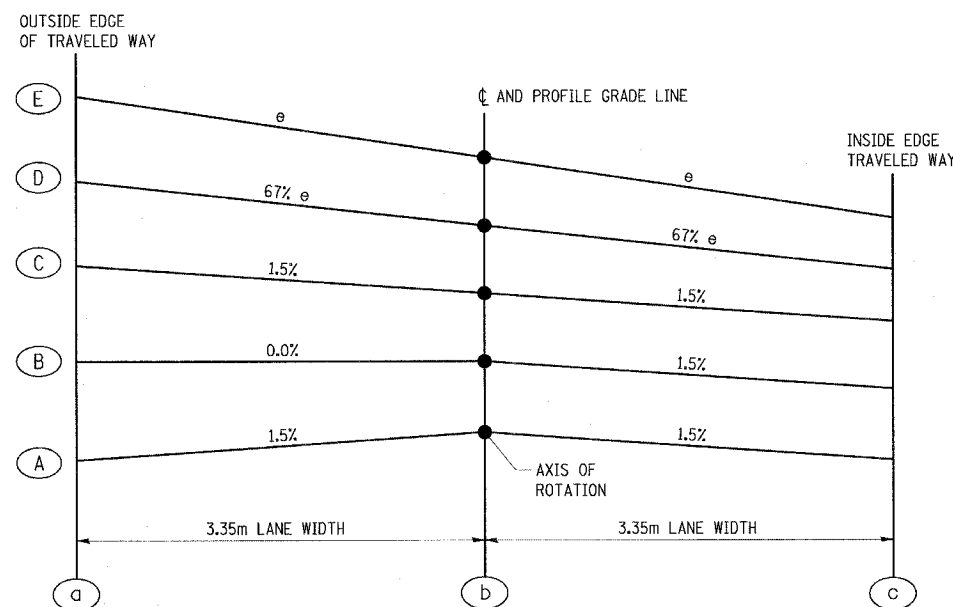 OUTSIDE EDGE
OF TRAVELED WAY
E
e
℄ AND PROFILE GRADE LINE
INSIDE EDGE
TRAVELED WAY
e
D
67% e
67% e
C
1.5%
1.5%
B
0.0%
1.5%
A
1.5%
1.5%
AXIS OF
ROTATION
3.35m LANE WIDTH
3.35m LANE WIDTH
a
b
c